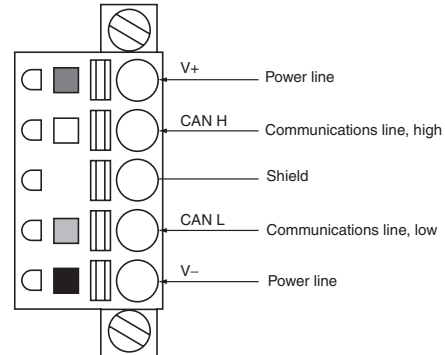 V+ Power line
CAN H Communications line, high
Shield
CAN L Communications line, low
V– Power line